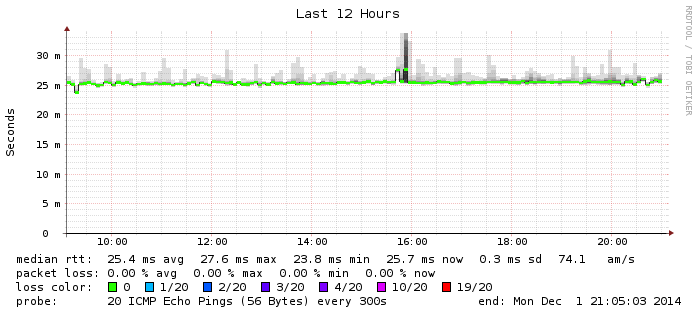 Last 12 Hours
RRDTOOL / TOBI OETIKER
Seconds
30 m
25 m
20 m
15 m
10 m
5 m
0
10:00 12:00 14:00 16:00 18:00 20:00
median rtt: 25.4 ms avg 27.6 ms max 23.8 ms min 25.7 ms now 0.3 ms sd 74.1 am/s
packet loss: 0.00 % avg 0.00 % max 0.00 % min 0.00 % now
loss color: 0 1/20 2/20 3/20 4/20 10/20 19/20
probe: 20 ICMP Echo Pings (56 Bytes) every 300s end: Mon Dec 1 21:05:03 2014